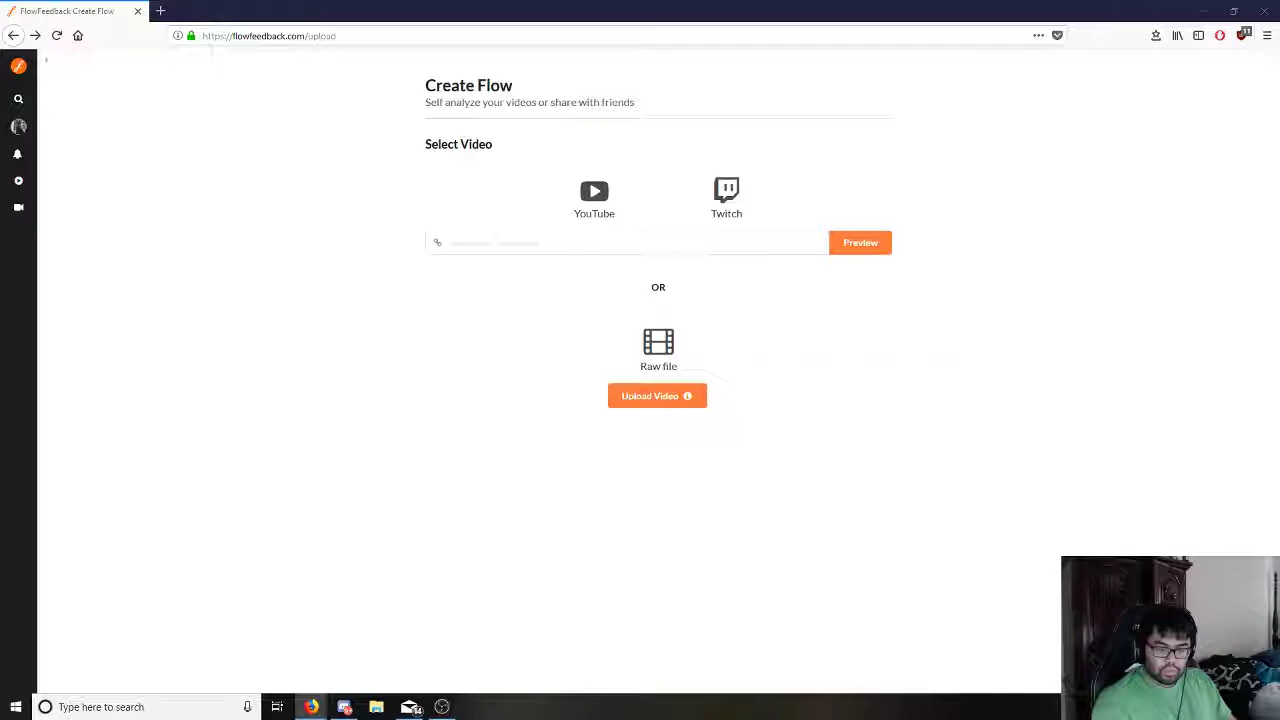 FlowFeedback Create Flow
https://flowfeedback.com/upload
11
Create Flow
Self analyze your videos or share with friends
Select Video
YouTube
Twitch
Preview
OR
Raw file
Upload Video
Type here to search